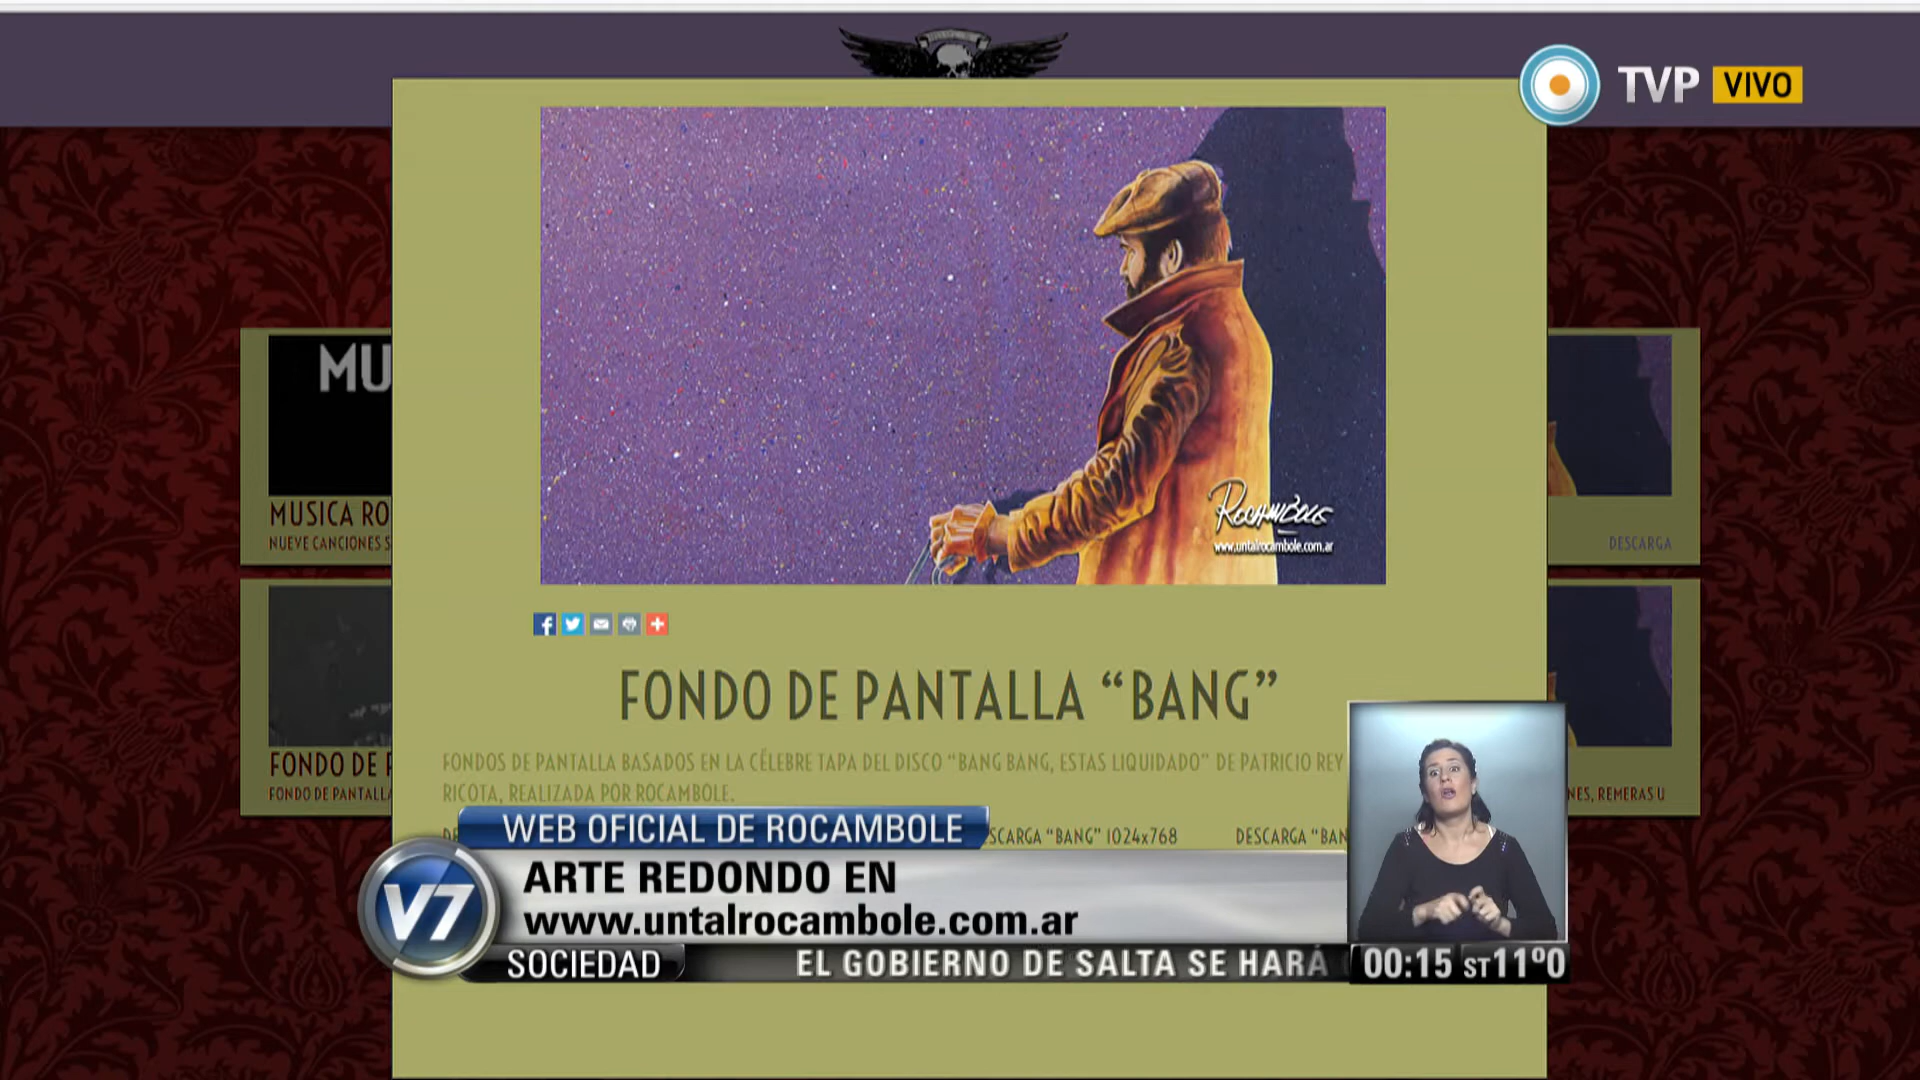 TVP VIVO
MU
MUSICA RO
NUEVE CANCIONES S
FONDO DE
FONDO DE PANTALLA
Rocambole
www.untalrocambole.com.ar
FONDO DE PANTALLA “BANG”
FONDOS DE PANTALLA BASADOS EN LA CÉLEBRE TAPA DEL DISCO “BANG BANG, ESTAS LIQUIDADO” DE PATRICIO REY
RICOTA, REALIZADA POR ROCAMBOLE.
DESCARGA
NES, REMERAS U
DE
SCARGA “BANG” 1024x768
DESCARGA “BAN
WEB OFICIAL DE ROCAMBOLE
V7
ARTE REDONDO EN
www.untalrocambole.com.ar
SOCIEDAD
EL GOBIERNO DE SALTA SE HARÁ
00:15 ST11º0